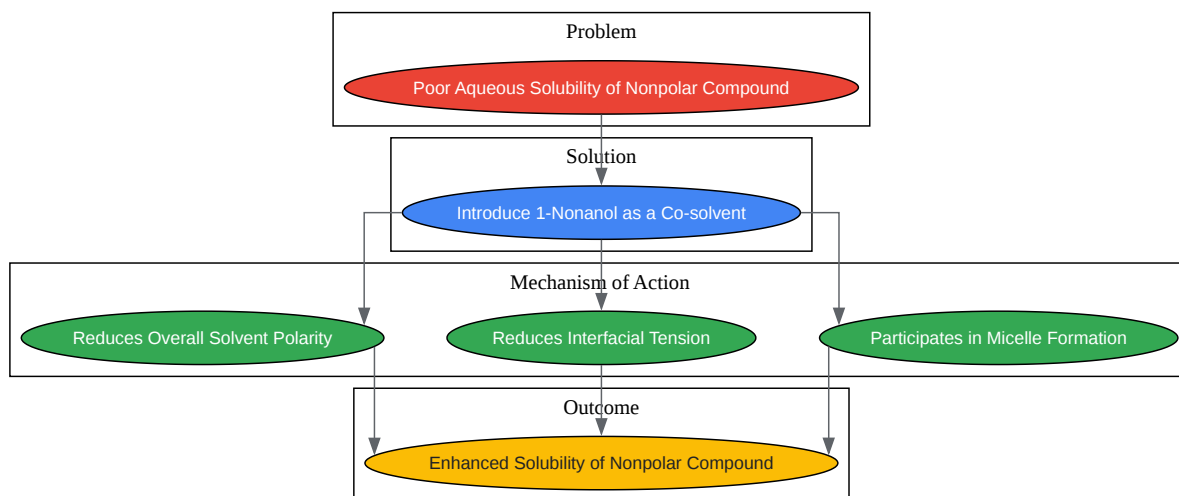 Problem
Poor Aqueous Solubility of Nonpolar Compound
Solution
Introduce 1-Nonanol as a Co-solvent
Mechanism of Action
Reduces Overall Solvent Polarity
Reduces Interfacial Tension
Participates in Micelle Formation
Outcome
Enhanced Solubility of Nonpolar Compound